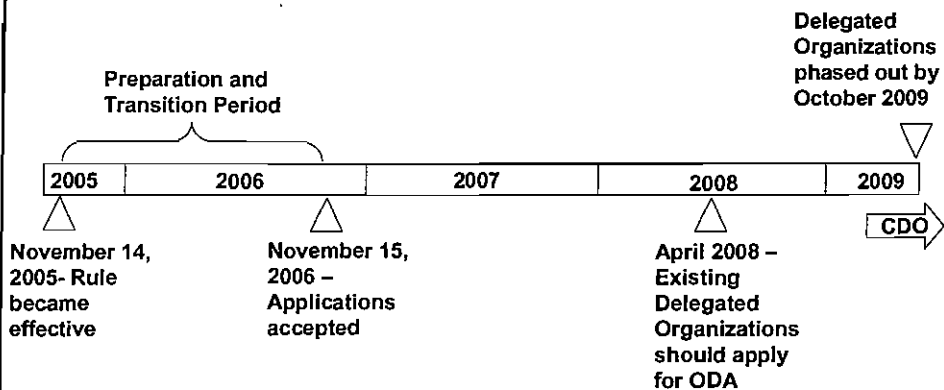 Delegated
Organizations
phased out by
October 2009
Preparation and
Transition Period
2005 2006 2007 2008 2009
CDO
November 14,
2005- Rule
became
effective
November 15,
2006 –
Applications
accepted
April 2008 –
Existing
Delegated
Organizations
should apply
for ODA